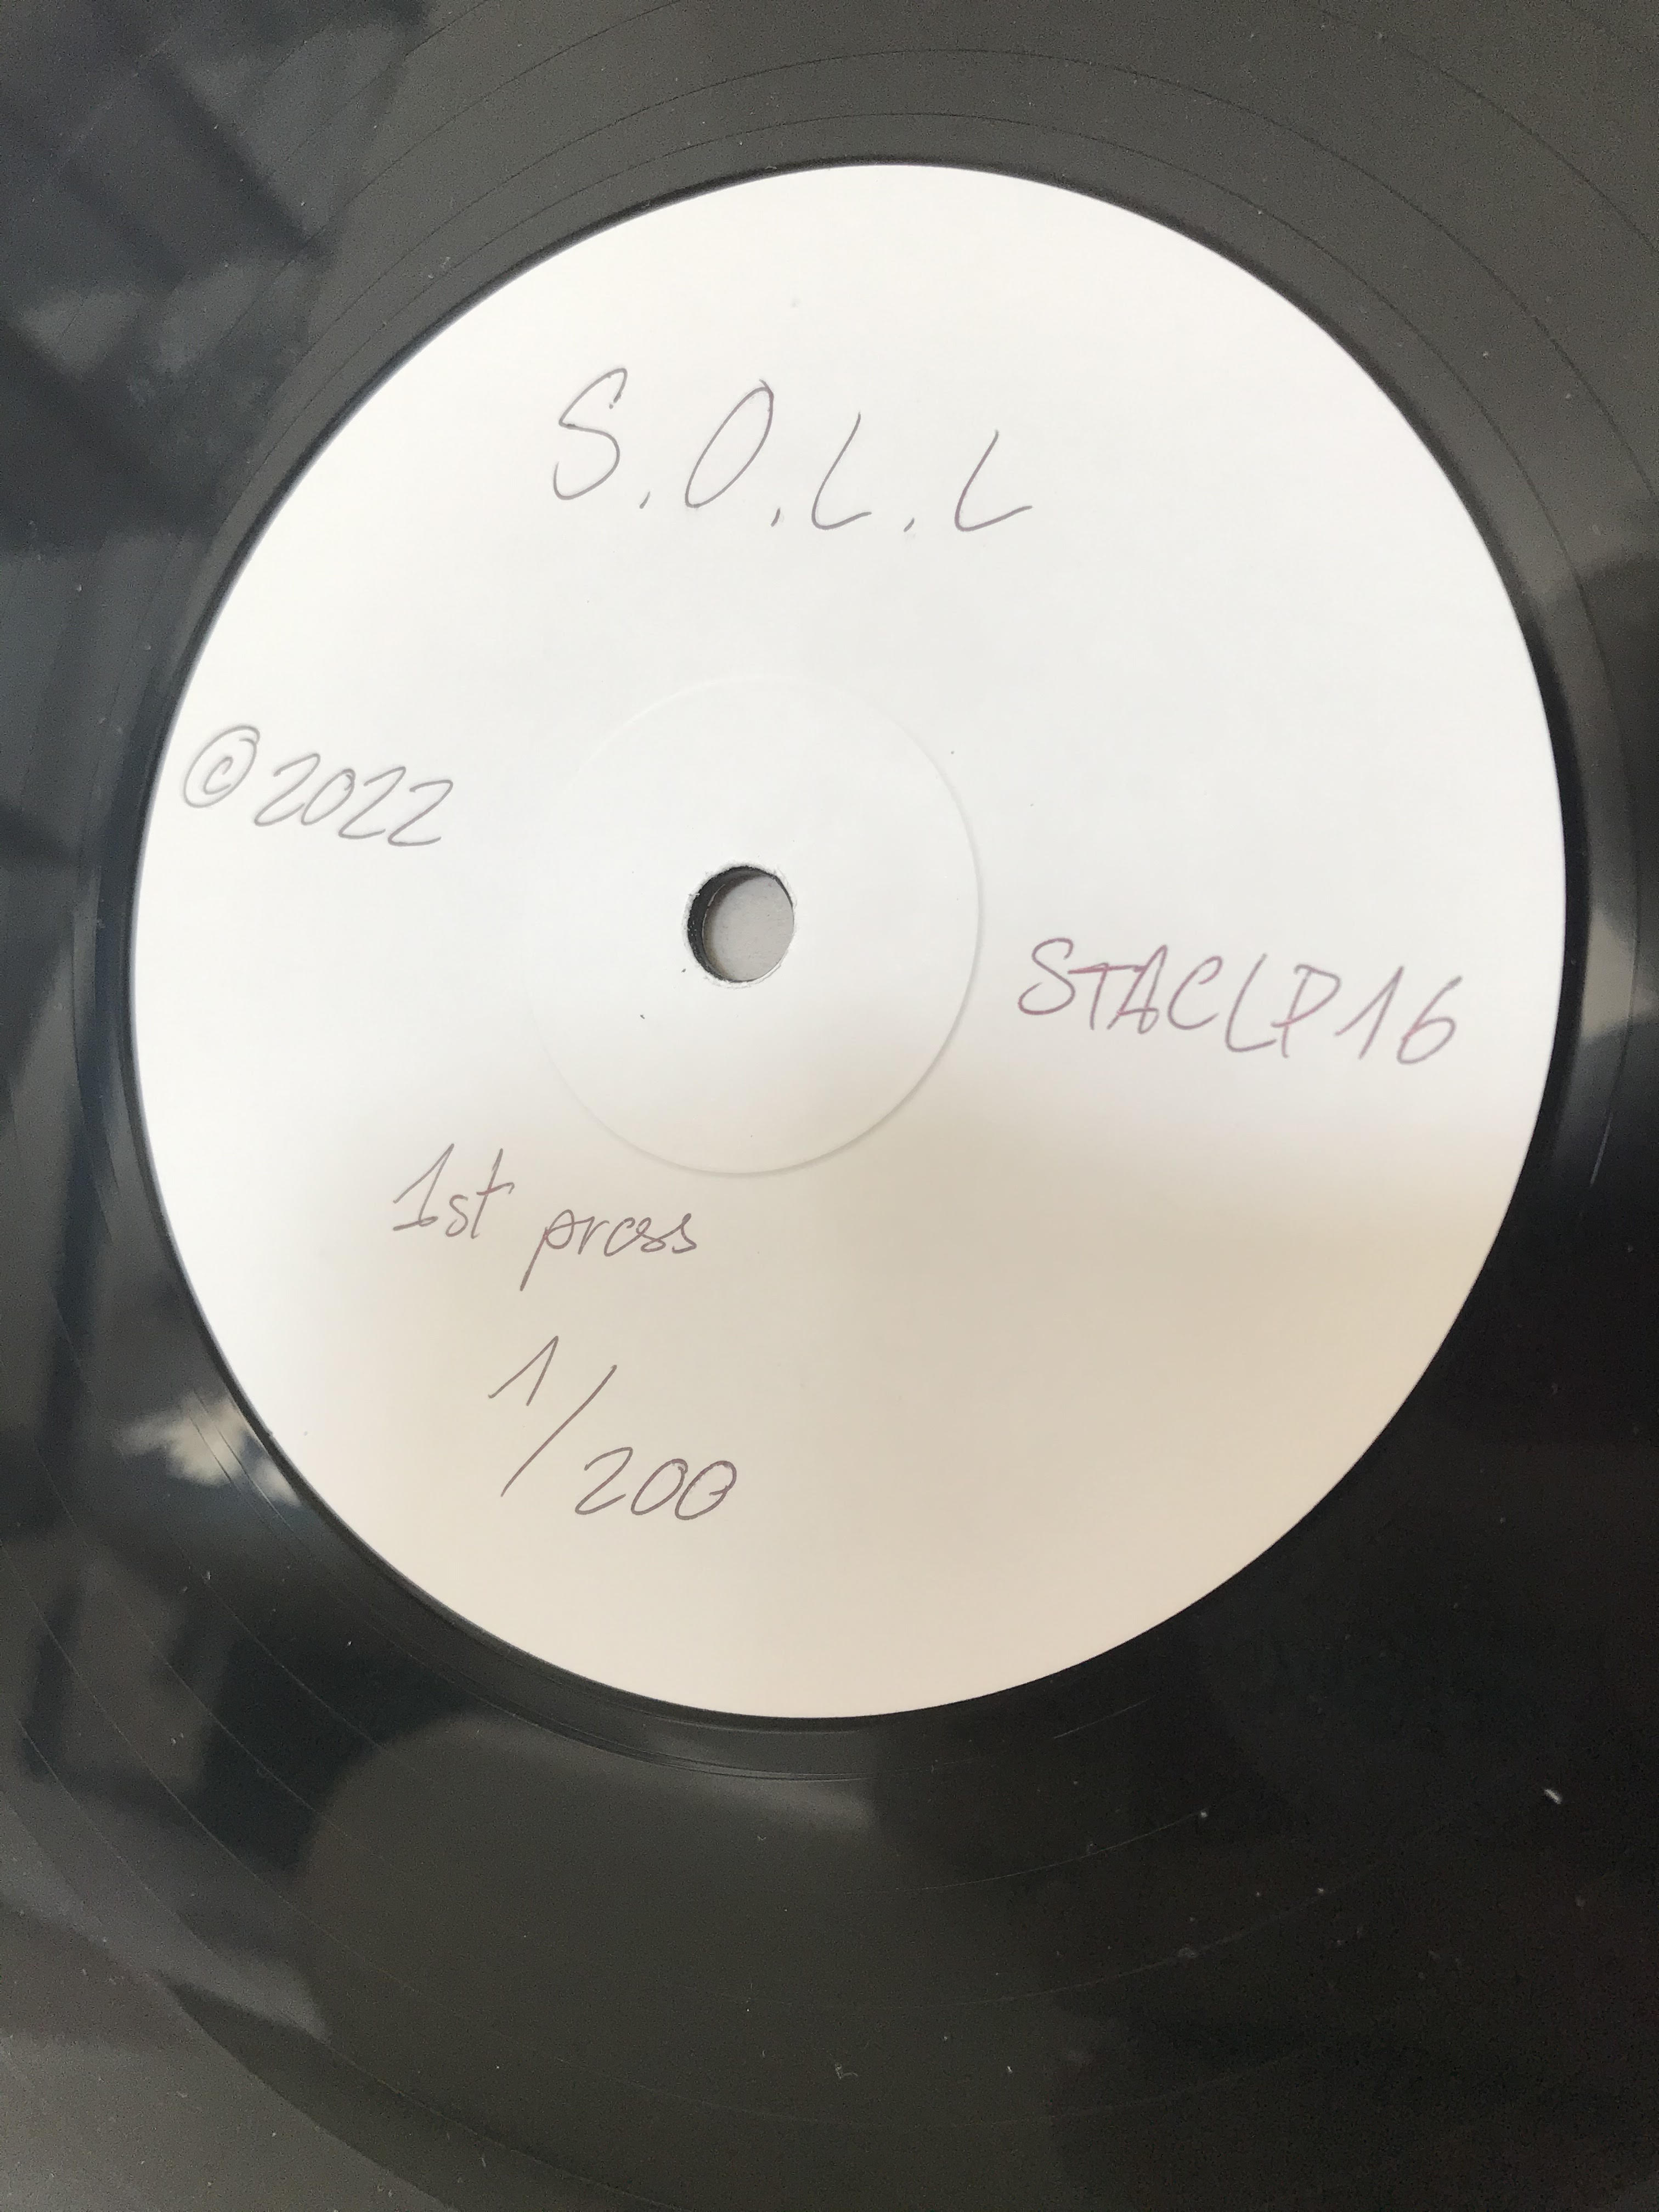 S.O.L.L
©2022
STACLP16
1st press
1/200